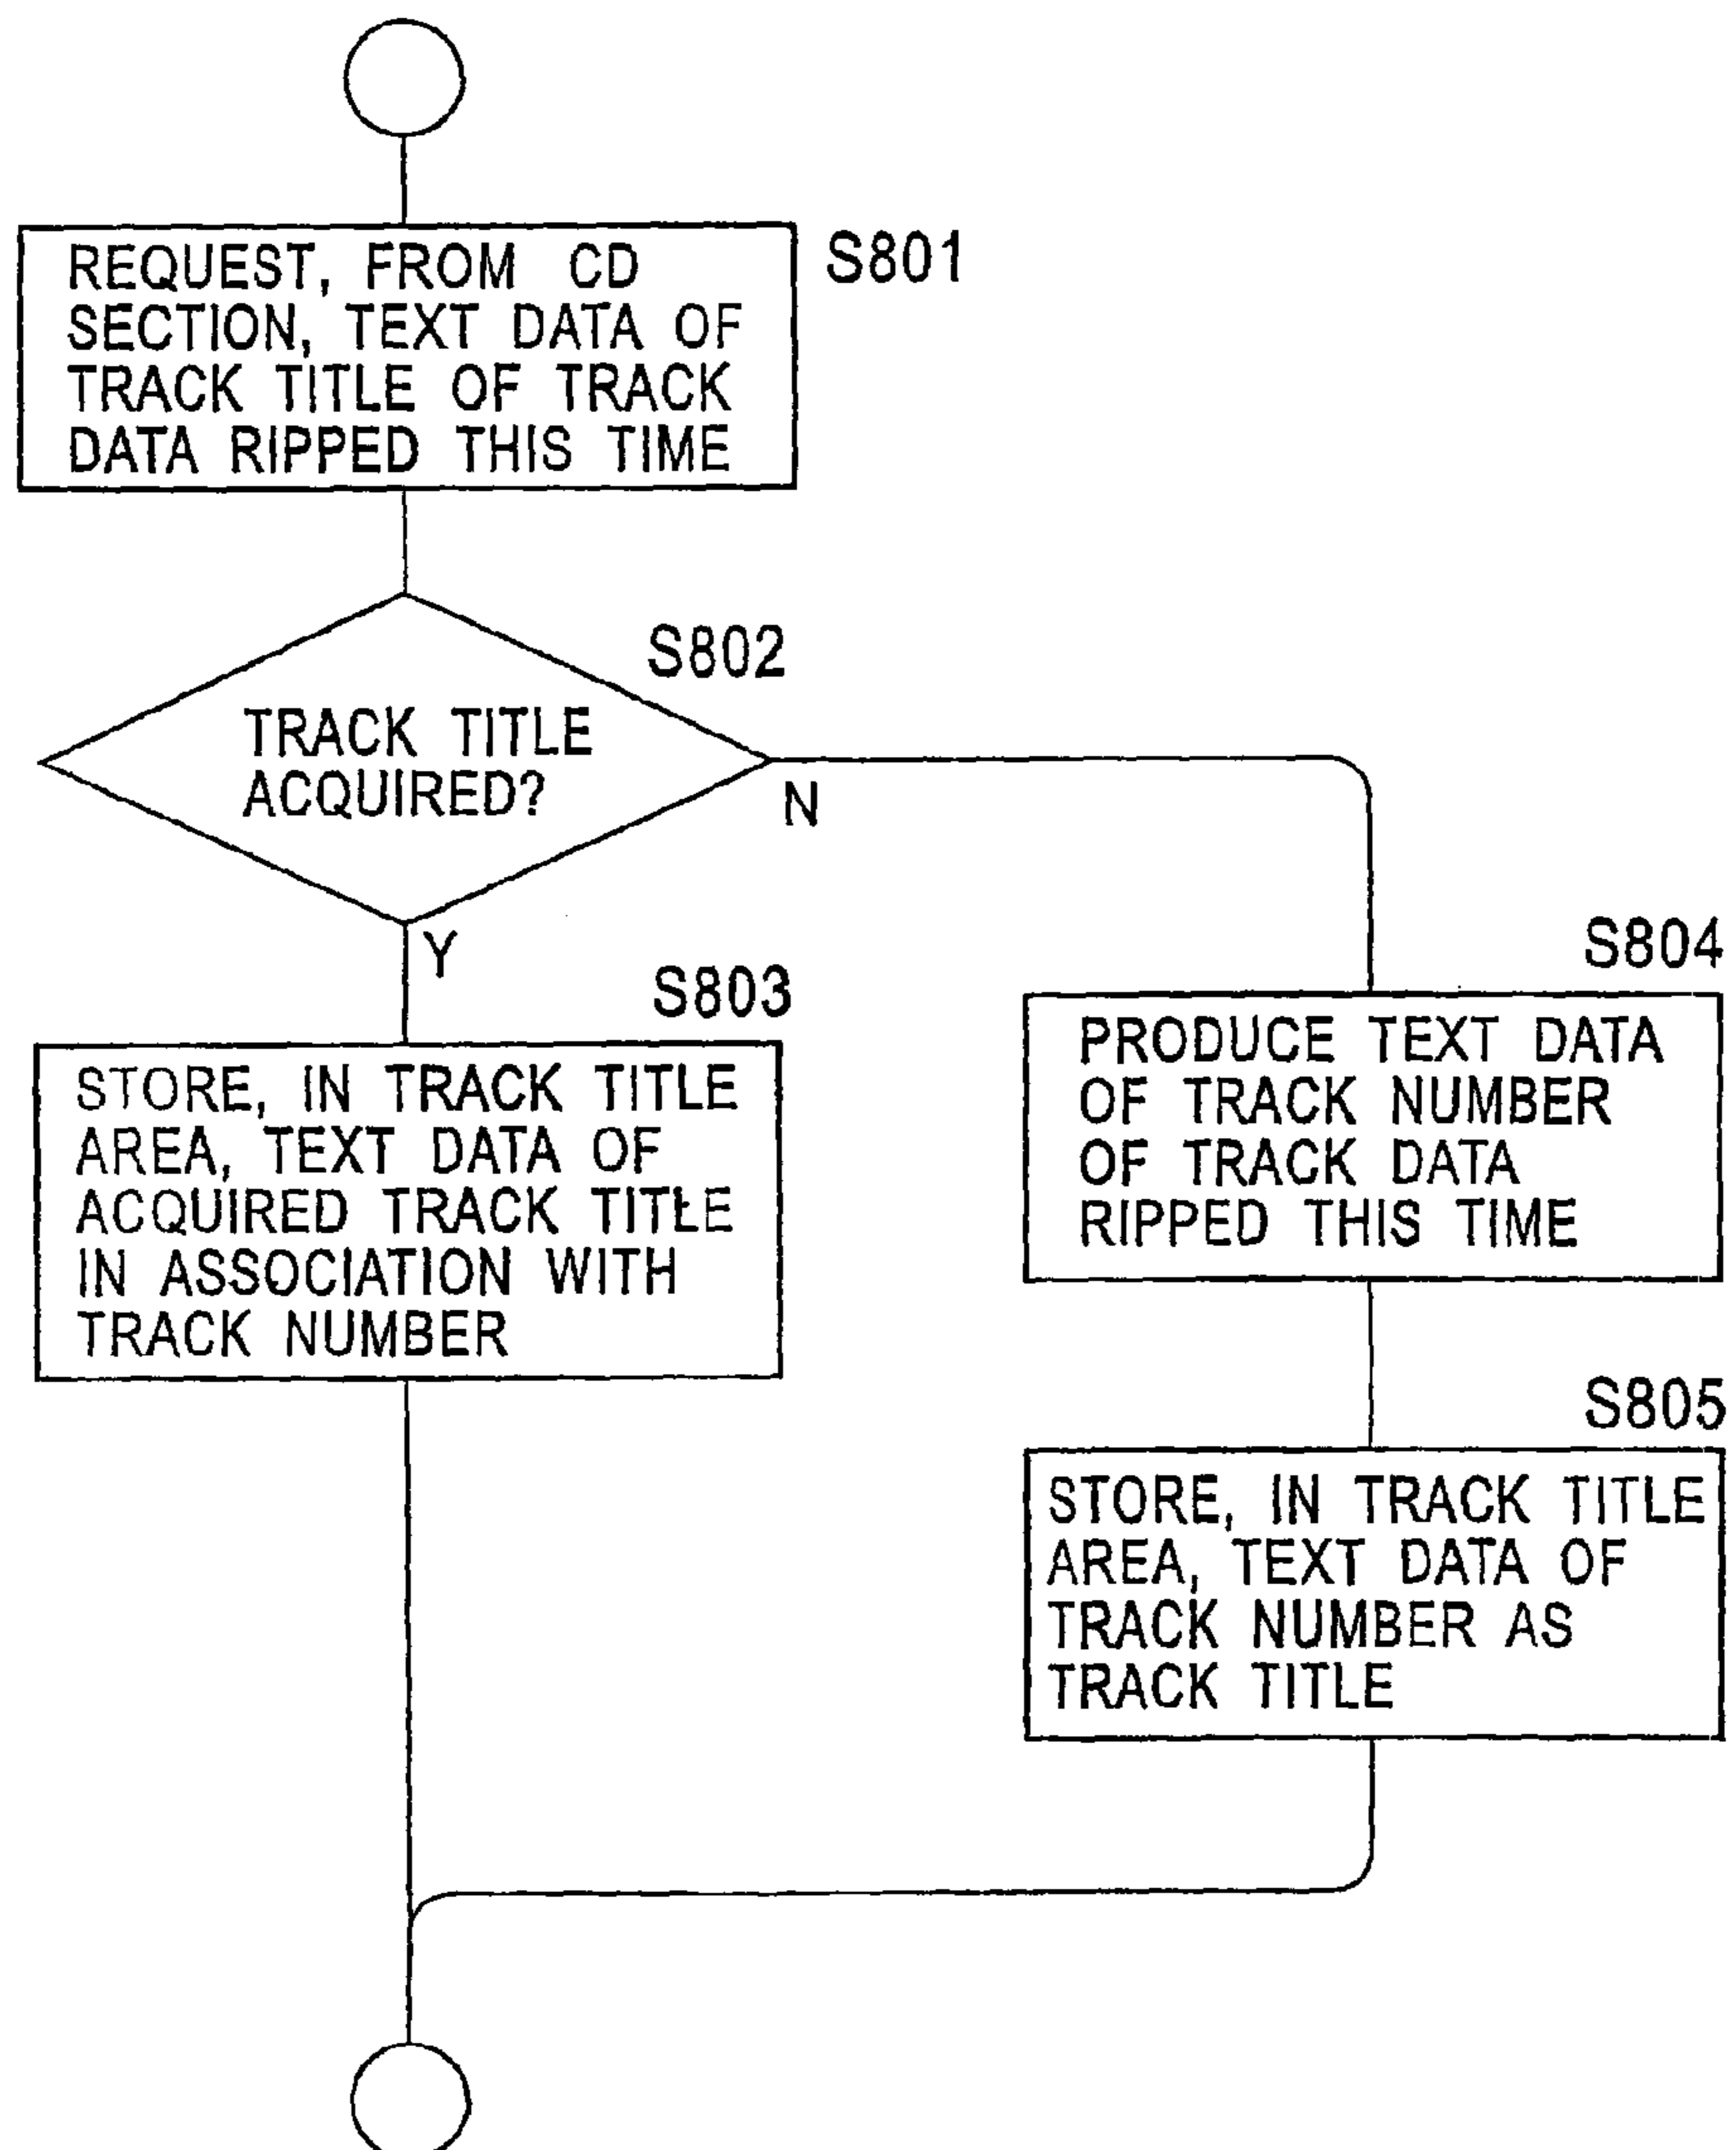 S801
REQUEST, FROM CD
SECTION, TEXT DATA OF
TRACK TITLE OF TRACK
DATA RIPPED THIS TIME
S802
TRACK TITLE
ACQUIRED?
N
Y
S803
STORE, IN TRACK TITLE
AREA, TEXT DATA OF
ACQUIRED TRACK TITLE
IN ASSOCIATION WITH
TRACK NUMBER
S804
PRODUCE TEXT DATA
OF TRACK NUMBER
OF TRACK DATA
RIPPED THIS TIME
S805
STORE, IN TRACK TITLE
AREA, TEXT DATA OF
TRACK NUMBER AS
TRACK TITLE